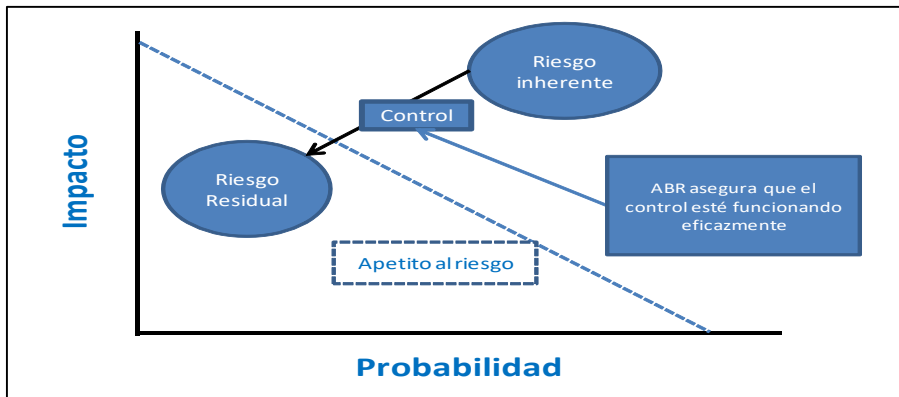 Riesgo
inherente
Control
Riesgo
Residual
ABR asegura que el
control esté funcionando
eficazmente
Apetito al riesgo
Impacto
Probabilidad